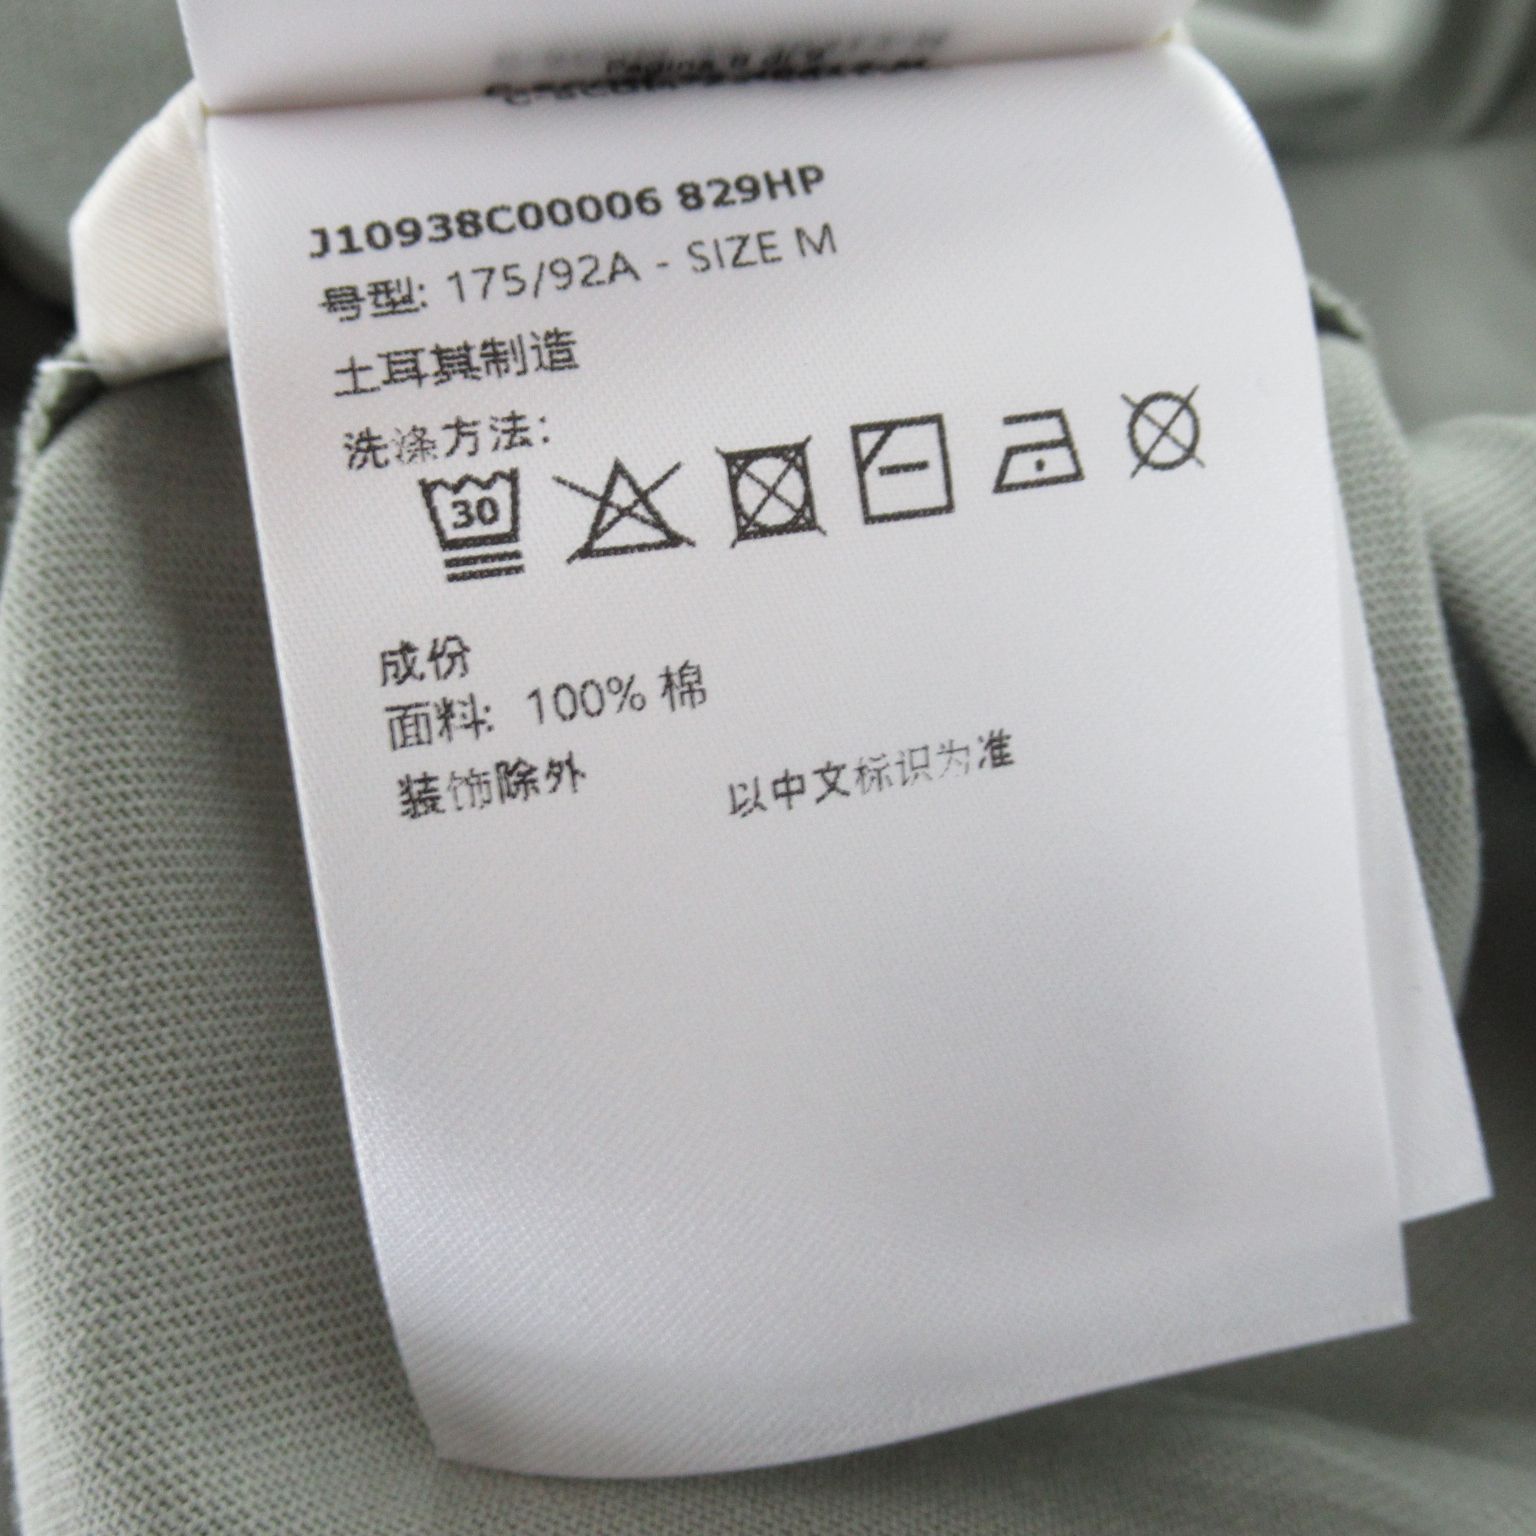 J10938C00006 829HP
号型: 175/92A - SIZE M
土耳其制造
洗涤方法:
30
成份
面料: 100% 棉
装饰除外 以中文标识为准